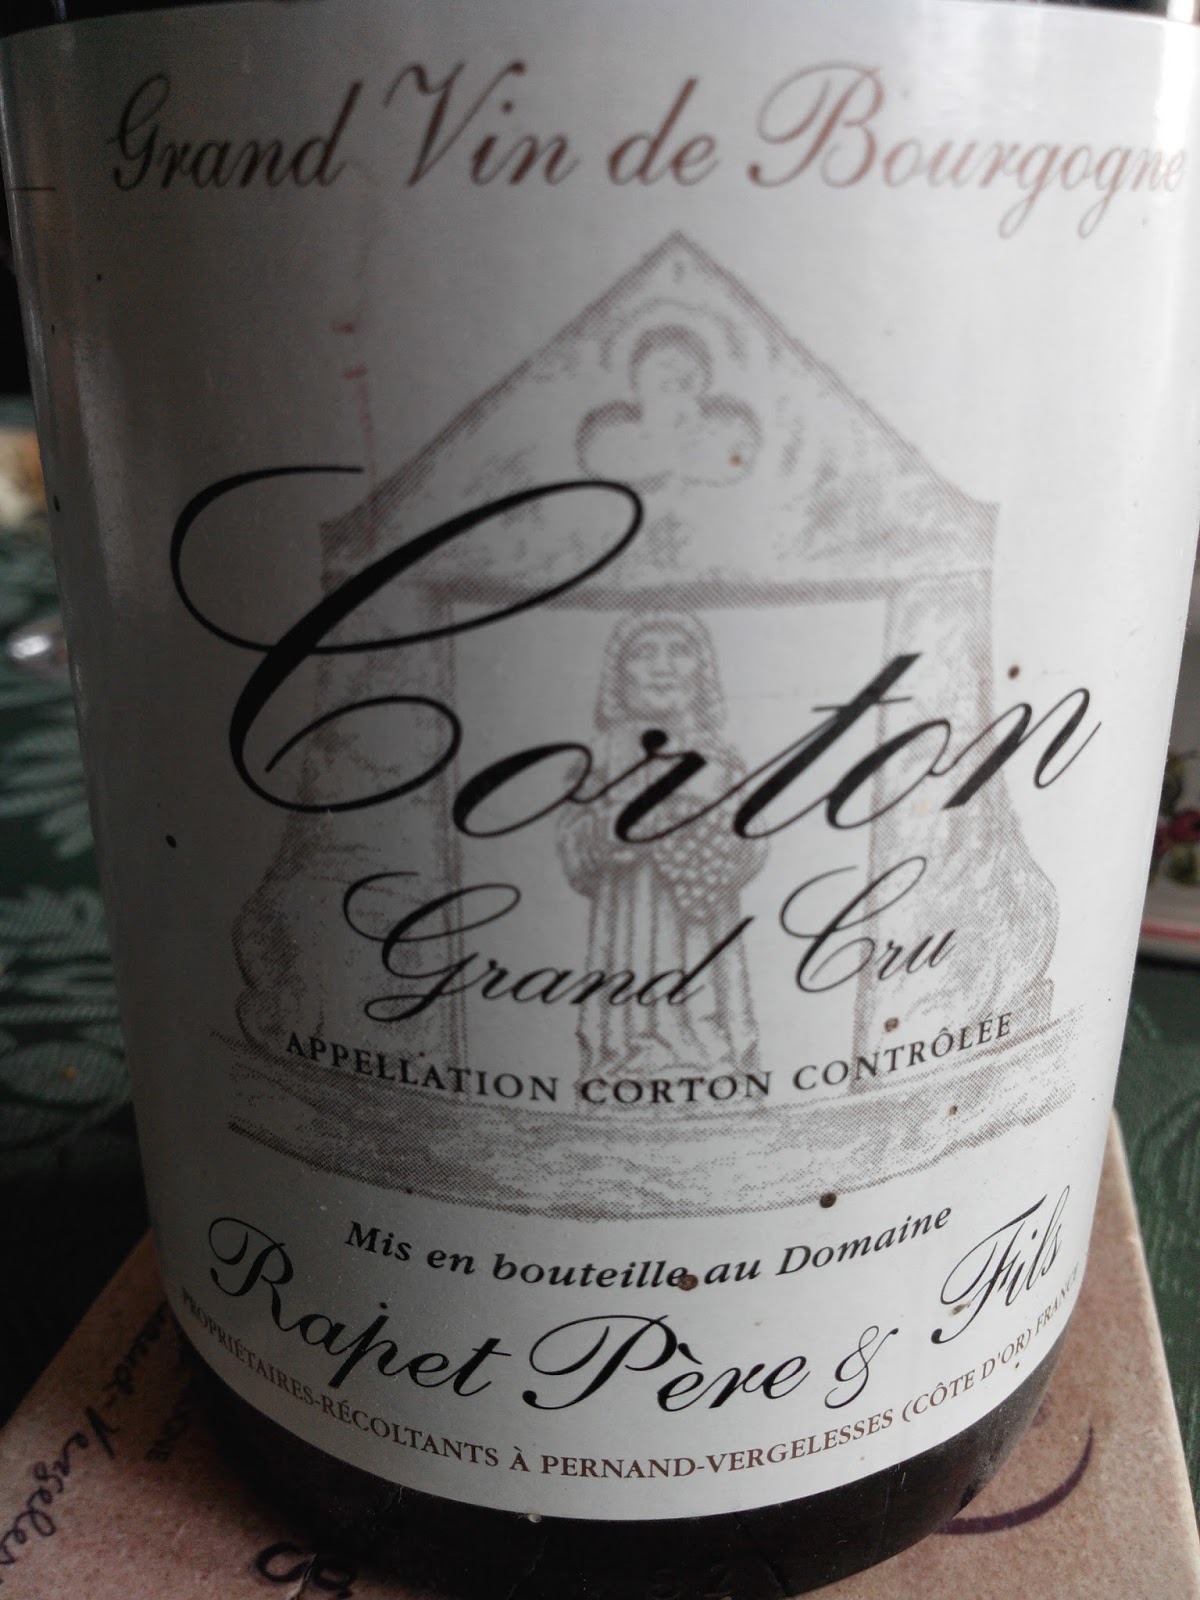 Grand Vin de Bourgogne
Corton
Grand Cru
APPELLATION CORTON CONTRÔLÉE
Mis en bouteille au Domaine
Rapet Père & Fils
PROPRIÉTAIRES-RÉCOLTANTS À PERNAND-VERGELESSES (CÔTE D'OR) FRANCE